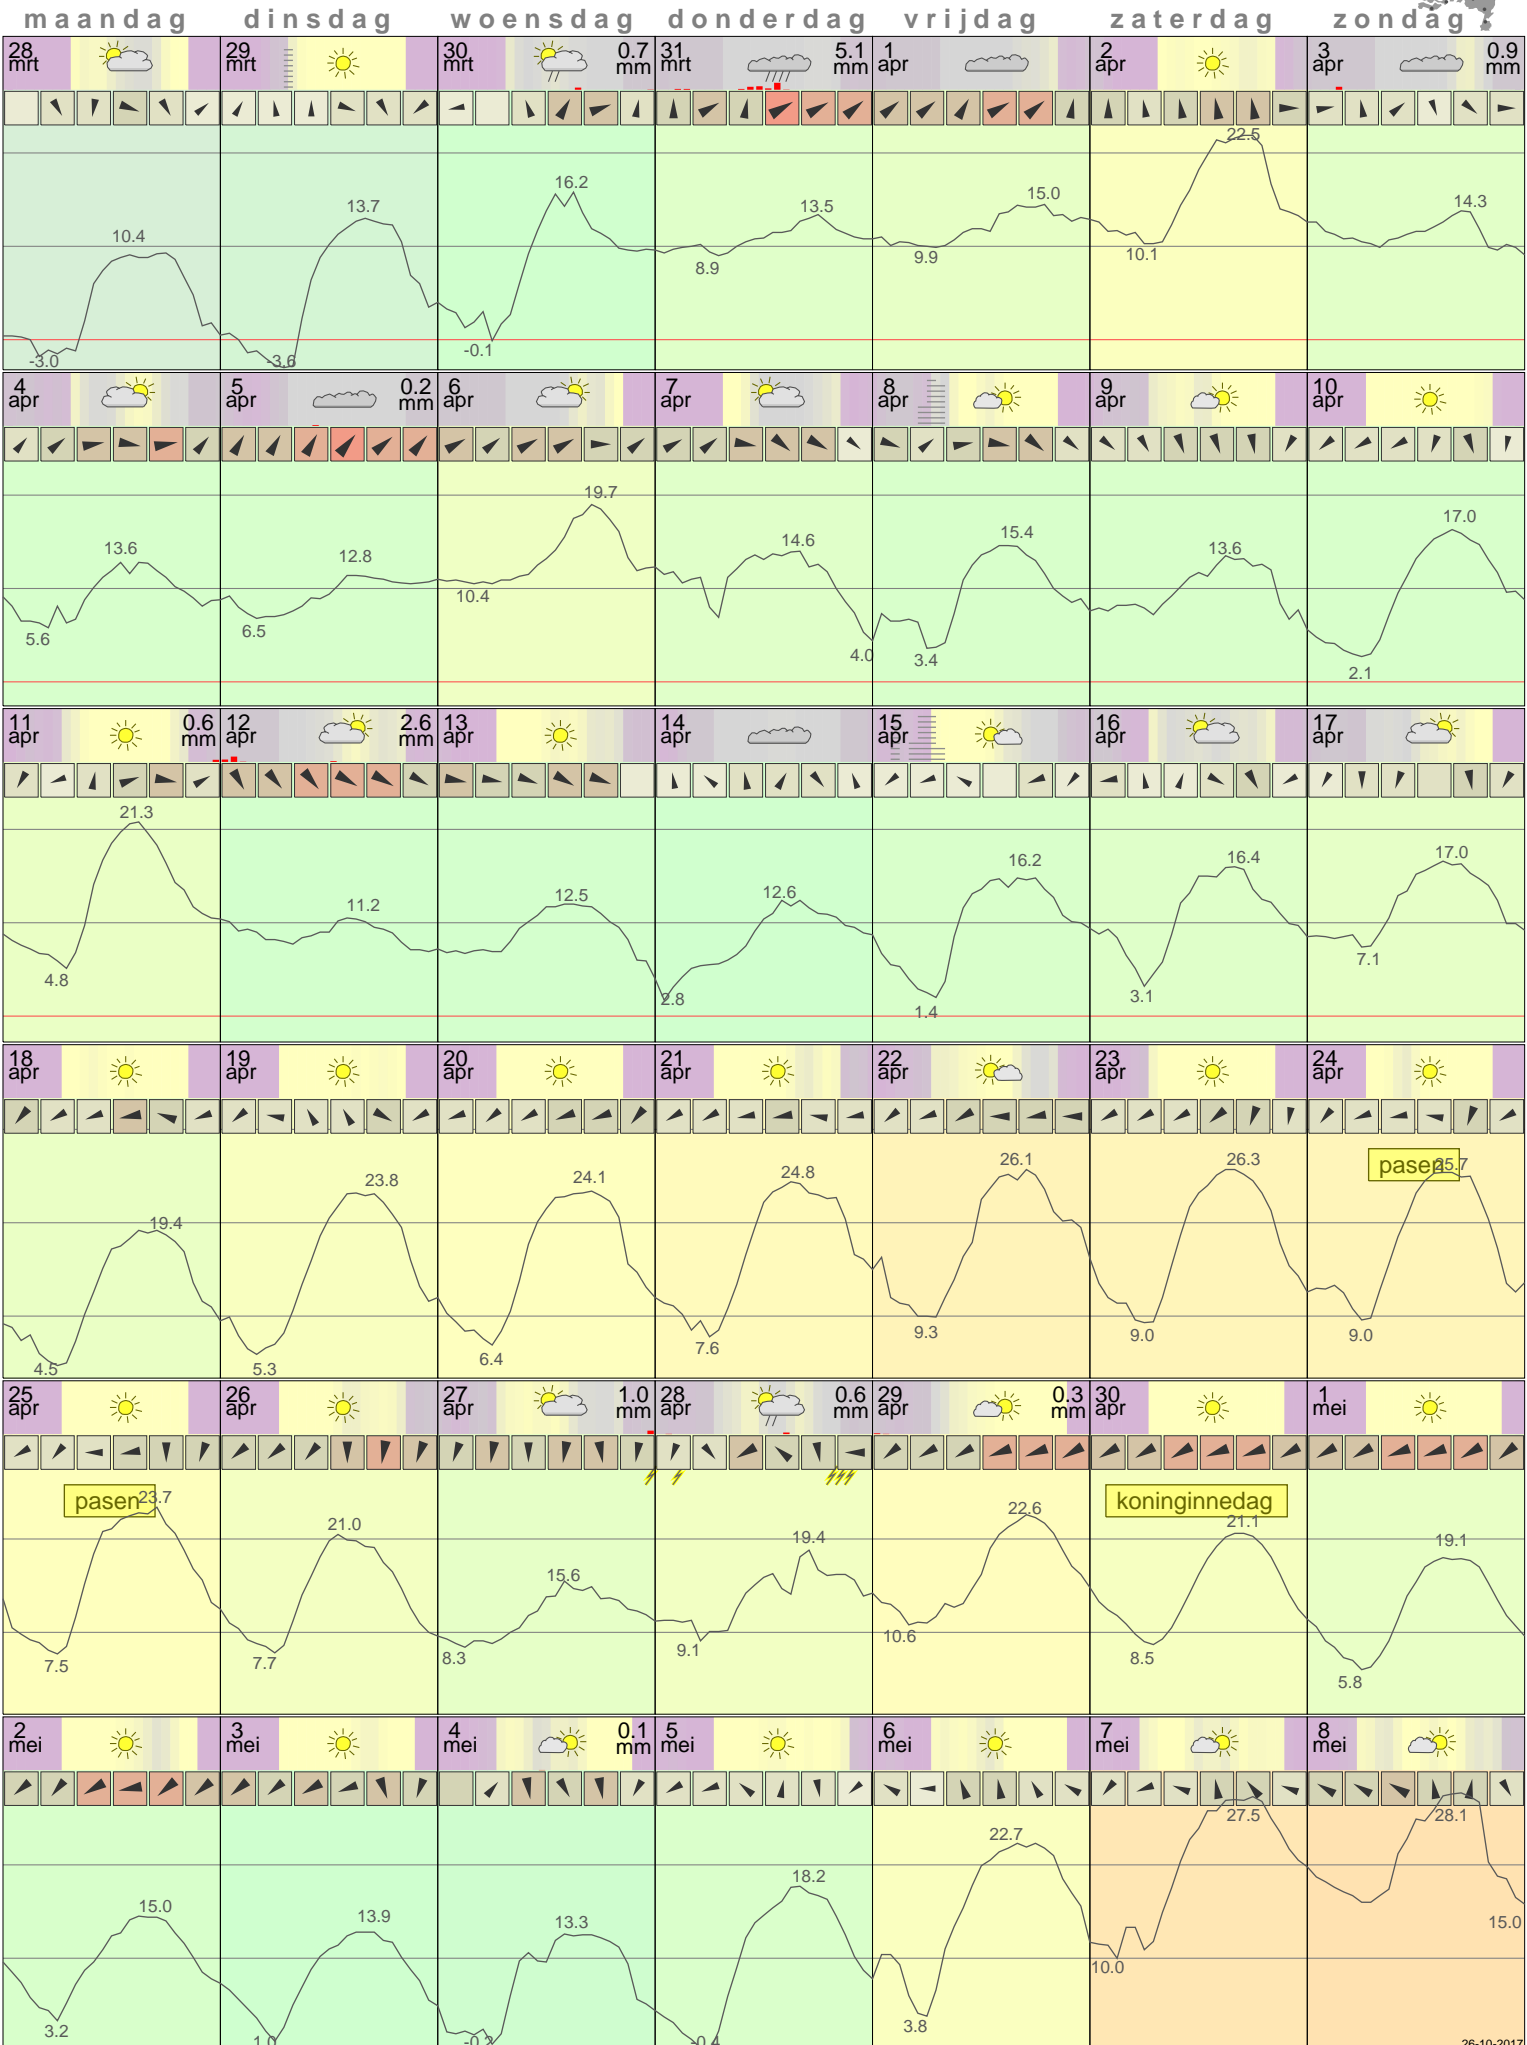 maandag dinsdag woensdag donderdag vrijdag zaterdag zondag
28 29 30 0.7 31 5.1 1 2 3 0.9
mrt mrt mrt mm mrt mm apr apr apr mm
22.5
16.2
13.7 13.5 15.0 14.3
10.4
8.9 9.9 10.1
-3.0 -3.6 -0.1
4 5 0.2 6 7 8 9 10
apr apr mm apr apr apr apr apr
19.7
13.6 12.8 14.6 15.4 13.6 17.0
5.6 6.5 10.4 4.0 3.4 2.1
11 0.6 12 2.6 13 14 15 16 17
apr mm apr mm apr apr apr apr apr
21.3
11.2 12.5 12.6 16.2 16.4 17.0
4.8 2.8 1.4 3.1 7.1
18 19 20 21 22 23 24
apr apr apr apr apr apr apr
pasen 25.7
19.4 23.8 24.1 24.8 26.1 26.3
4.5 5.3 6.4 7.6 9.3 9.0 9.0
25 26 27 1.0 28 0.6 29 0.3 30 1
apr apr apr mm apr mm apr mm apr mei
pasen 23.7 koninginnedag
21.0 15.6 19.4 22.6 21.1 19.1
7.5 7.7 8.3 9.1 10.6 8.5 5.8
2 3 4 0.1 5 6 7 8
mei mei mei mm mei mei mei mei
27.5 28.1
15.0 13.9 13.3 18.2 22.7
15.0
3.2 1.0 -0.2 -0.4 3.8 10.0
26-10-2017